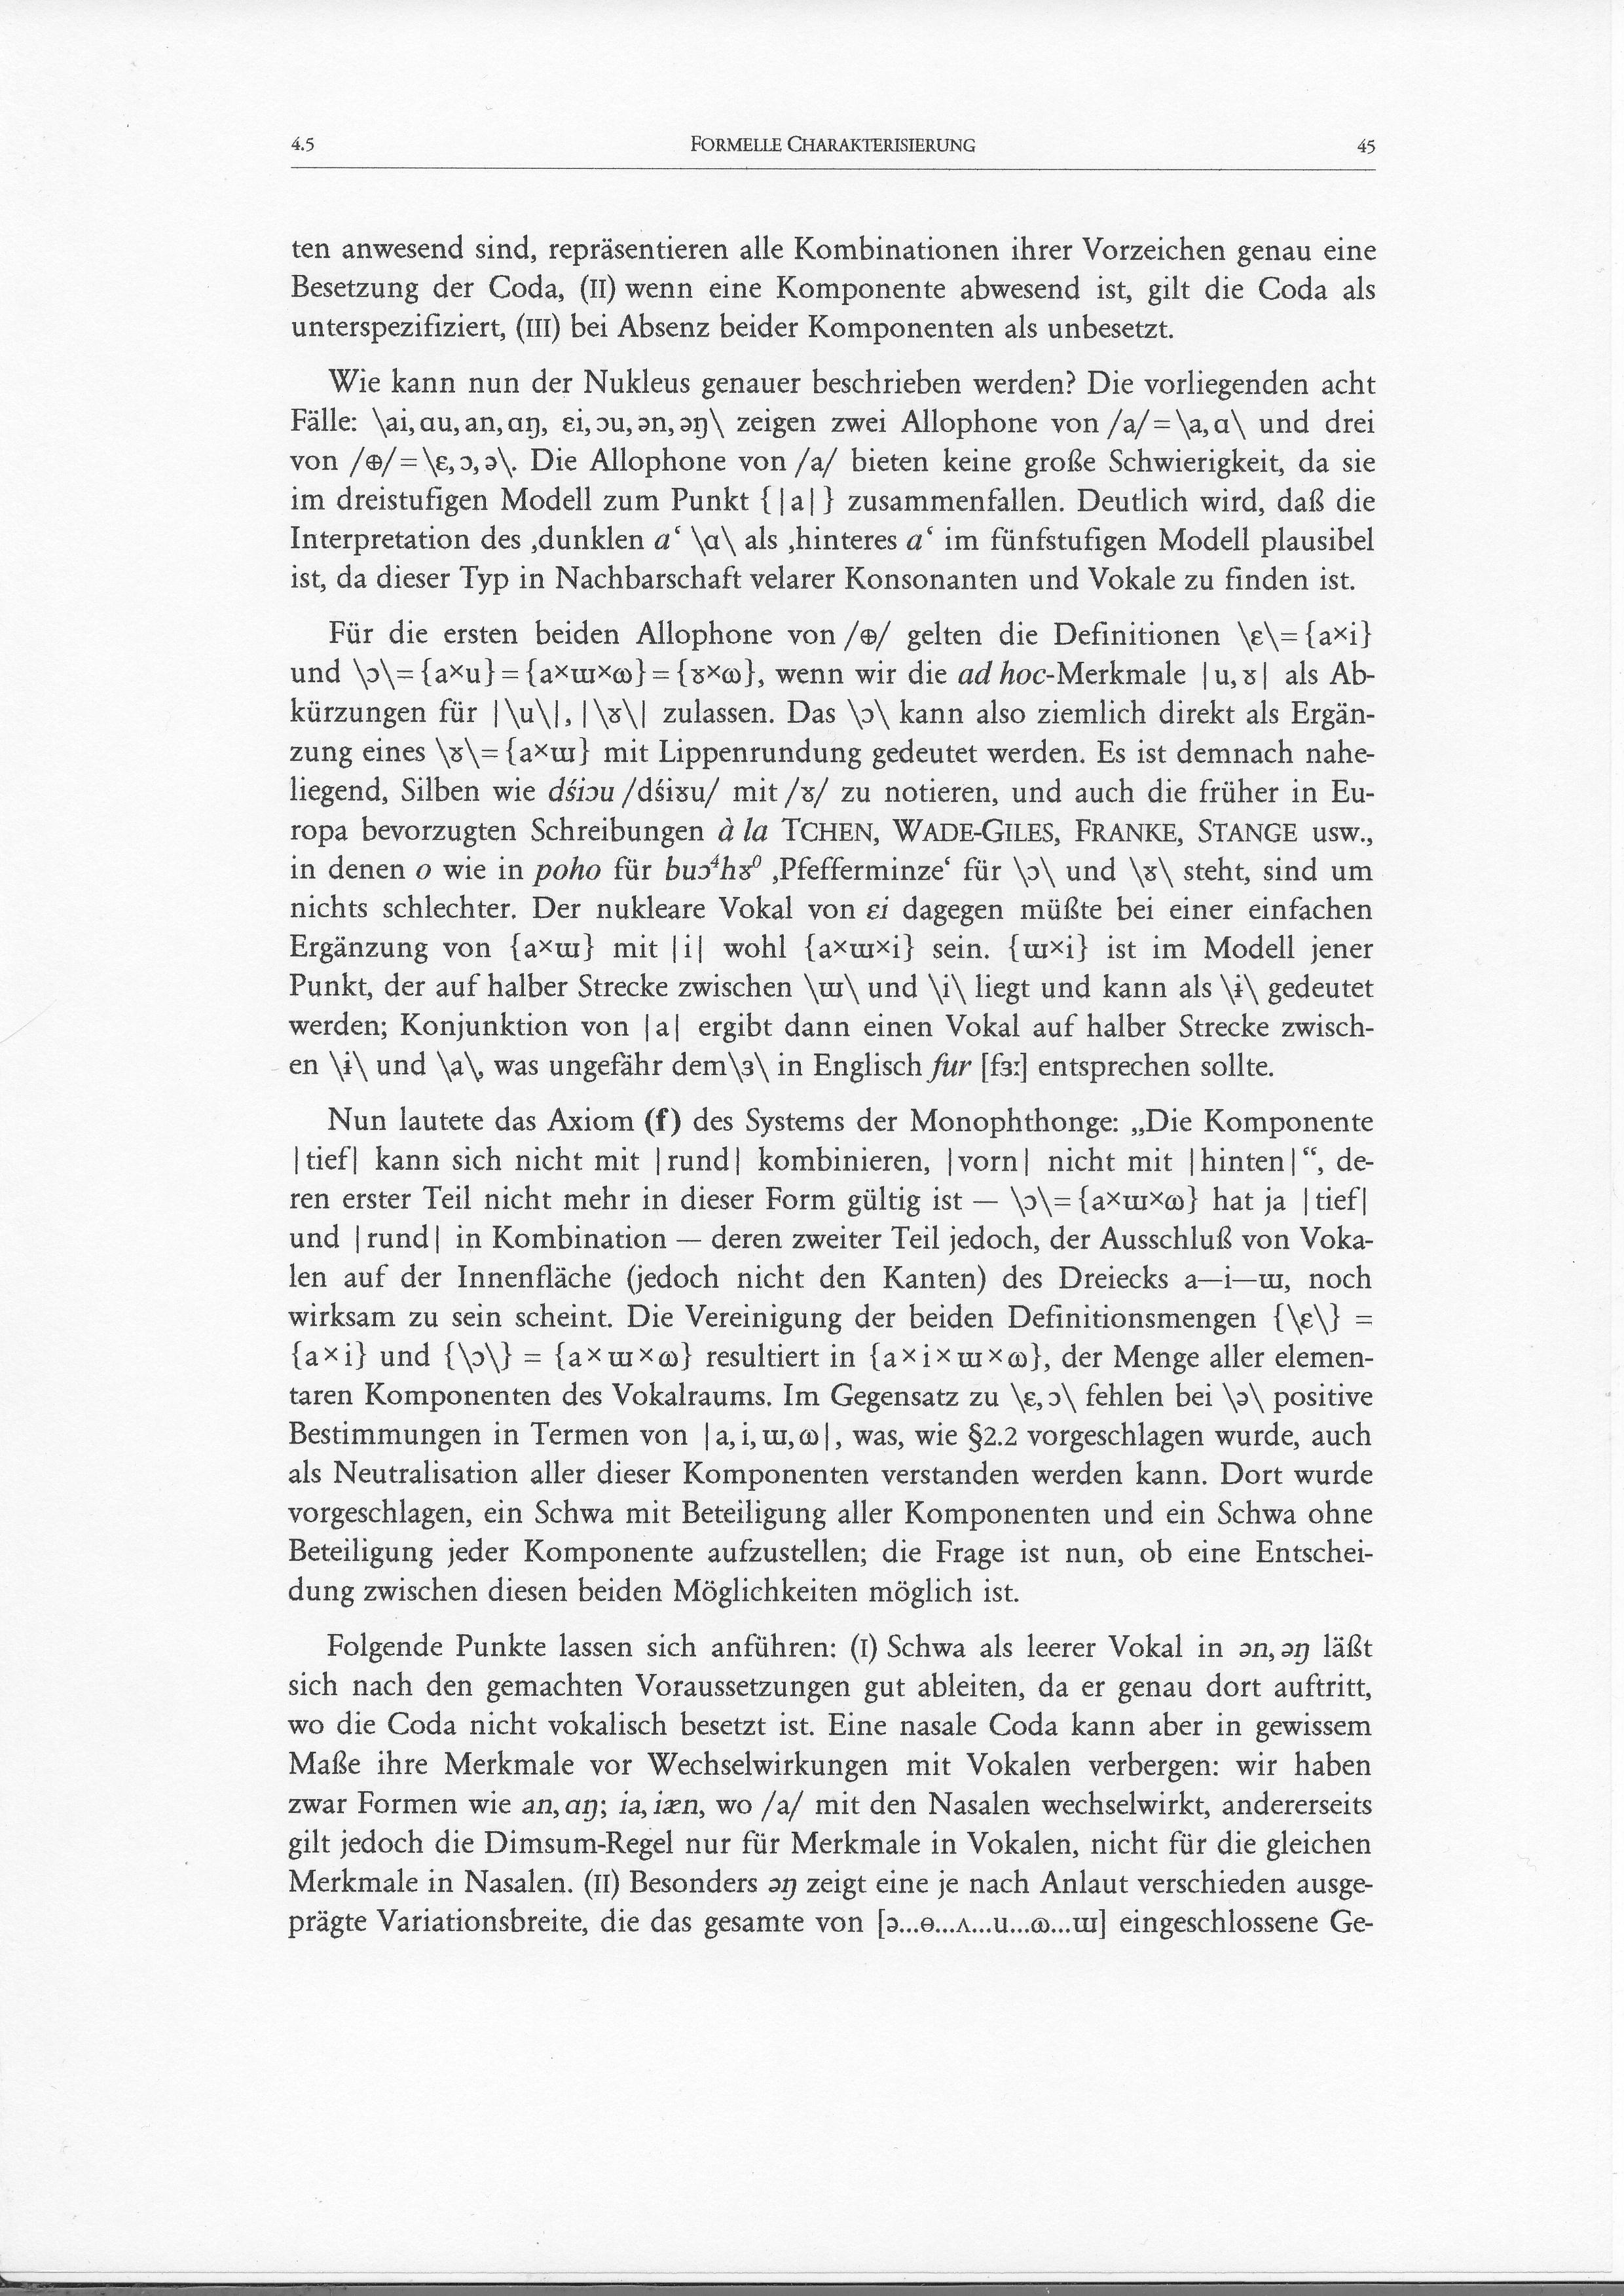 4.5 FORMELLE CHARAKTERISIERUNG 45
ten anwesend sind, repräsentieren alle Kombinationen ihrer Vorzeichen genau eine
Besetzung der Coda, (II) wenn eine Komponente abwesend ist, gilt die Coda als
unterspezifiziert, (III) bei Absenz beider Komponenten als unbesetzt.
Wie kann nun der Nukleus genauer beschrieben werden? Die vorliegenden acht
Fälle: \ai, ɑu, an, ɑŋ, ɛi, ɔu, ən, əŋ\ zeigen zwei Allophone von /a/=\a, ɑ\ und drei
von /⊕/=\ɛ, ɔ, ə\. Die Allophone von /a/ bieten keine große Schwierigkeit, da sie
im dreistufigen Modell zum Punkt {|a|} zusammenfallen. Deutlich wird, daß die
Interpretation des ‚dunklen a‘ \ɑ\ als ‚hinteres a‘ im fünfstufigen Modell plausibel
ist, da dieser Typ in Nachbarschaft velarer Konsonanten und Vokale zu finden ist.
Für die ersten beiden Allophone von /⊕/ gelten die Definitionen \ɛ\={a×i}
und \ɔ\={a×u}={a×ɯ×ω}={ɤ×ω}, wenn wir die ad hoc-Merkmale |u, ɤ| als Ab-
kürzungen für |\u\|, |\ɤ\| zulassen. Das \ɔ\ kann also ziemlich direkt als Ergän-
zung eines \ɤ\={a×ɯ} mit Lippenrundung gedeutet werden. Es ist demnach nahe-
liegend, Silben wie dśiɔu /dśiɤu/ mit /ɤ/ zu notieren, und auch die früher in Eu-
ropa bevorzugten Schreibungen à la TCHEN, WADE-GILES, FRANKE, STANGE usw.,
in denen o wie in poho für buɔ⁴hɤ⁰ ‚Pfefferminze‘ für \ɔ\ und \ɤ\ steht, sind um
nichts schlechter. Der nukleare Vokal von ɛi dagegen müßte bei einer einfachen
Ergänzung von {a×ɯ} mit |i| wohl {a×ɯ×i} sein. {ɯ×i} ist im Modell jener
Punkt, der auf halber Strecke zwischen \ɯ\ und \i\ liegt und kann als \ɨ\ gedeutet
werden; Konjunktion von |a| ergibt dann einen Vokal auf halber Strecke zwisch-
en \ɨ\ und \a\, was ungefähr dem\ɜ\ in Englisch fur [fɜː] entsprechen sollte.
Nun lautete das Axiom (f) des Systems der Monophthonge: „Die Komponente
|tief| kann sich nicht mit |rund| kombinieren, |vorn| nicht mit |hinten|“, de-
ren erster Teil nicht mehr in dieser Form gültig ist — \ɔ\={a×ɯ×ω} hat ja |tief|
und |rund| in Kombination — deren zweiter Teil jedoch, der Ausschluß von Voka-
len auf der Innenfläche (jedoch nicht den Kanten) des Dreiecks a—i—ɯ, noch
wirksam zu sein scheint. Die Vereinigung der beiden Definitionsmengen {\ɛ\} =
{a×i} und {\ɔ\} = {a×ɯ×ω} resultiert in {a×i×ɯ×ω}, der Menge aller elemen-
taren Komponenten des Vokalraums. Im Gegensatz zu \ɛ, ɔ\ fehlen bei \ə\ positive
Bestimmungen in Termen von |a, i, ɯ, ω|, was, wie §2.2 vorgeschlagen wurde, auch
als Neutralisation aller dieser Komponenten verstanden werden kann. Dort wurde
vorgeschlagen, ein Schwa mit Beteiligung aller Komponenten und ein Schwa ohne
Beteiligung jeder Komponente aufzustellen; die Frage ist nun, ob eine Entschei-
dung zwischen diesen beiden Möglichkeiten möglich ist.
Folgende Punkte lassen sich anführen: (I) Schwa als leerer Vokal in ən, əŋ läßt
sich nach den gemachten Voraussetzungen gut ableiten, da er genau dort auftritt,
wo die Coda nicht vokalisch besetzt ist. Eine nasale Coda kann aber in gewissem
Maße ihre Merkmale vor Wechselwirkungen mit Vokalen verbergen: wir haben
zwar Formen wie an, ɑŋ; ia, iæn, wo /a/ mit den Nasalen wechselwirkt, andererseits
gilt jedoch die Dimsum-Regel nur für Merkmale in Vokalen, nicht für die gleichen
Merkmale in Nasalen. (II) Besonders əŋ zeigt eine je nach Anlaut verschieden ausge-
prägte Variationsbreite, die das gesamte von [ə...ɵ...ʌ...u...ω...ɯ] eingeschlossene Ge-